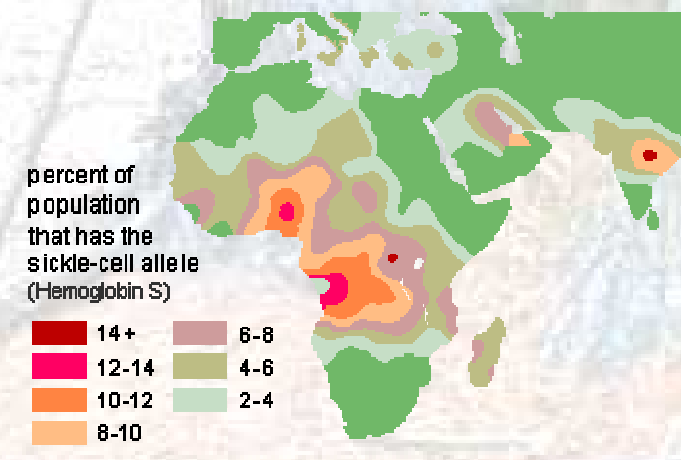 percent of
population
that has the
sickle-cell allele
(Hemoglobin S)
14+
12-14
10-12
8-10
6-8
4-6
2-4